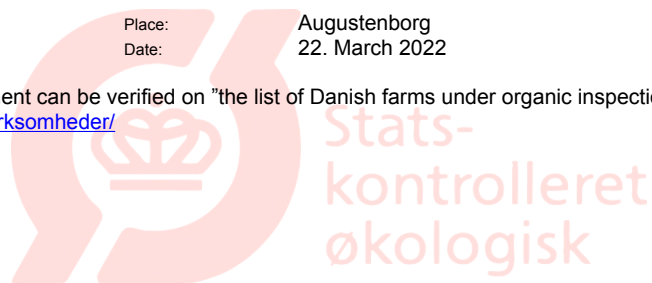 Place: Augustenborg
Date: 22. March 2022
ent can be verified on ”the list of Danish farms under organic inspectio
rksomheder/
Stats-
kontrolleret
økologisk